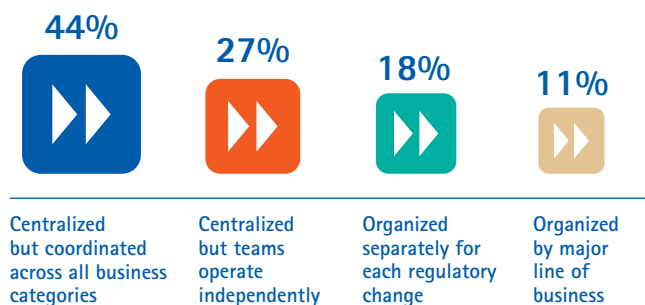 44%
27%
18%
11%
Centralized
but coordinated
across all business
categories
Centralized
but teams
operate
independently
Organized
separately for
each regulatory
change
Organized
by major
line of
business